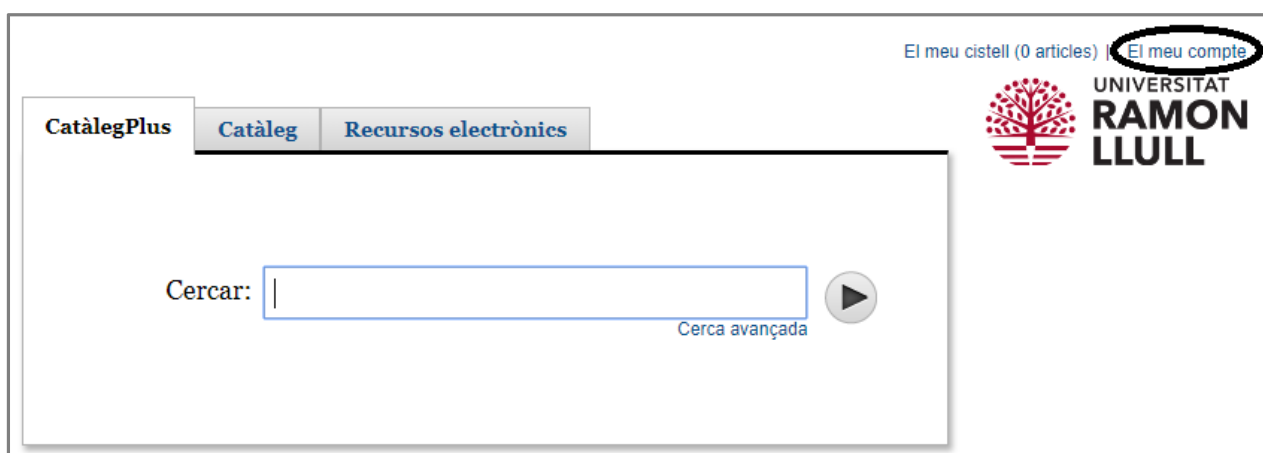 El meu cistell (0 articles) | El meu compte
UNIVERSITAT
RAMON
LLULL
CatàlegPlus
Catàleg
Recursos electrònics
Cercar:
Cerca avançada